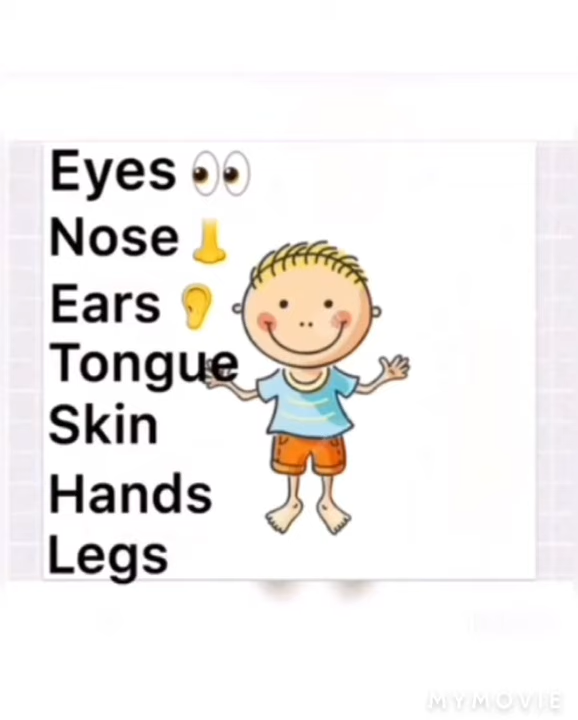 Eyes 👀
Nose 👃
Ears 👂
Tongue
Skin
Hands
Legs
MYMOVIE